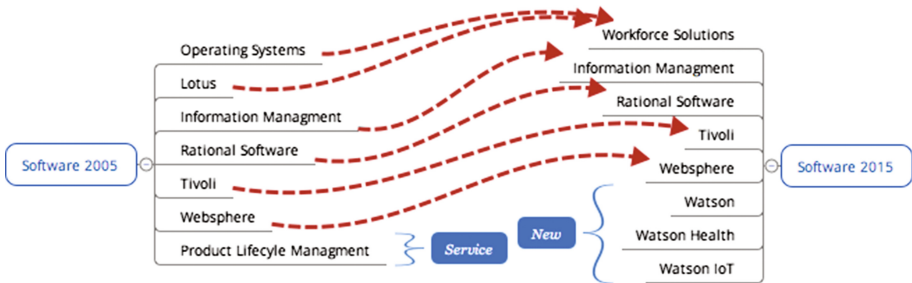 Software 2005
Operating Systems
Lotus
Information Managment
Rational Software
Tivoli
Websphere
Product Lifecyle Managment
Service
New
Workforce Solutions
Information Managment
Rational Software
Tivoli
Websphere
Watson
Watson Health
Watson IoT
Software 2015